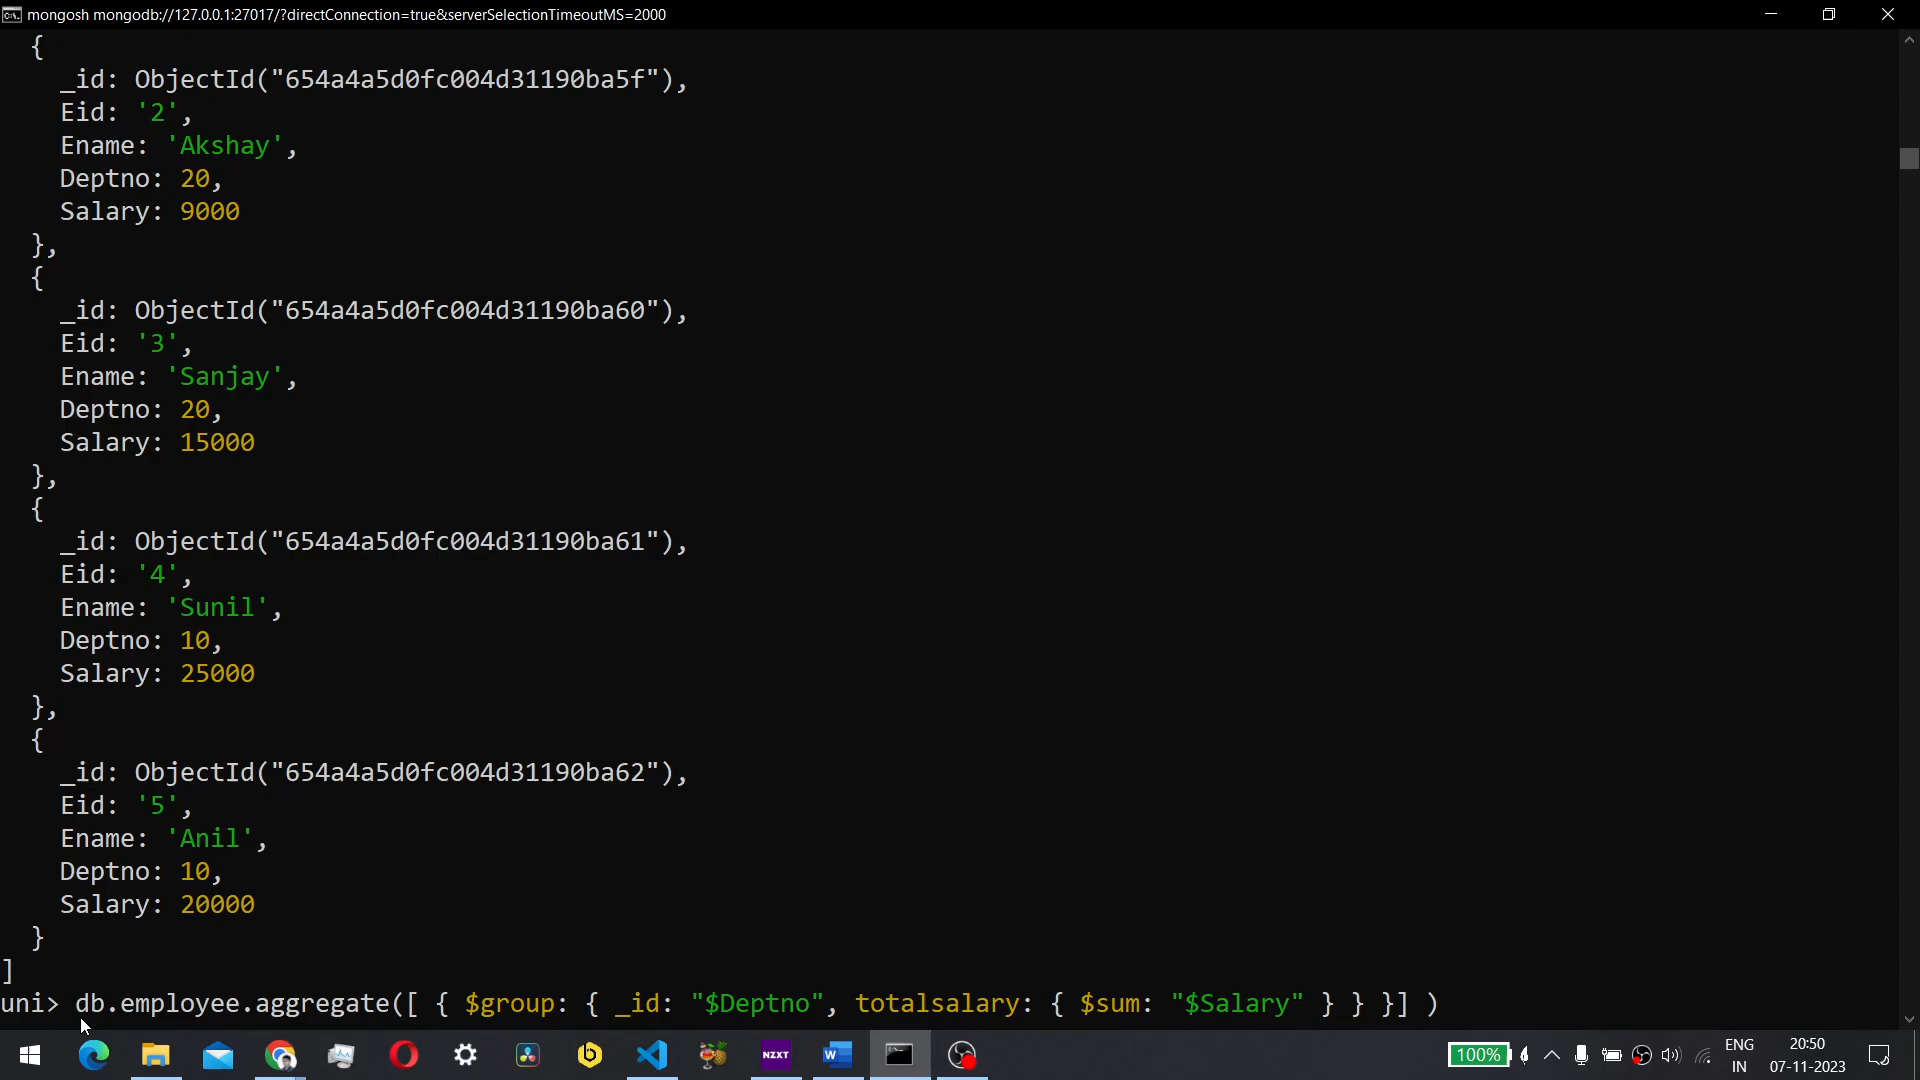 mongosh mongodb://127.0.0.1:27017/?directConnection=true&serverSelectionTimeoutMS=2000
{
_id: ObjectId("654a4a5d0fc004d31190ba5f"),
Eid: '2',
Ename: 'Akshay',
Deptno: 20,
Salary: 9000
},
{
_id: ObjectId("654a4a5d0fc004d31190ba60"),
Eid: '3',
Ename: 'Sanjay',
Deptno: 20,
Salary: 15000
},
{
_id: ObjectId("654a4a5d0fc004d31190ba61"),
Eid: '4',
Ename: 'Sunil',
Deptno: 10,
Salary: 25000
},
{
_id: ObjectId("654a4a5d0fc004d31190ba62"),
Eid: '5',
Ename: 'Anil',
Deptno: 10,
Salary: 20000
}
]
uni> db.employee.aggregate([ { $group: { _id: "$Deptno", totalsalary: { $sum: "$Salary" } } }] )
NZXT
W
100%
ENG
IN
20:50
07-11-2023